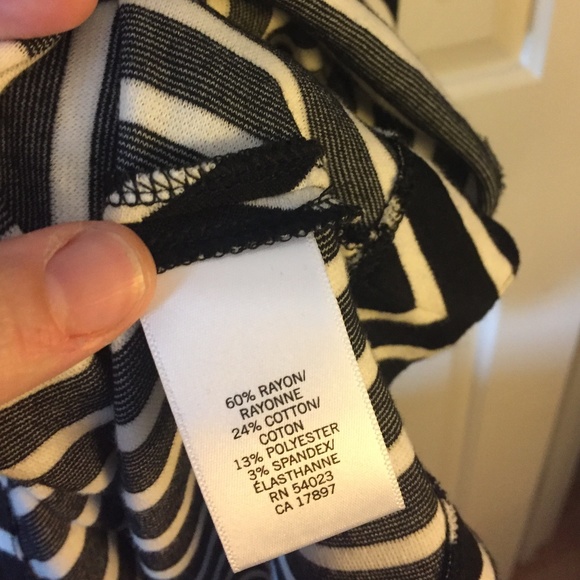 60% RAYON/
RAYONNE
24% COTTON/
COTON
13% POLYESTER
3% SPANDEX/
ÉLASTHANNE
RN 54023
CA 17897